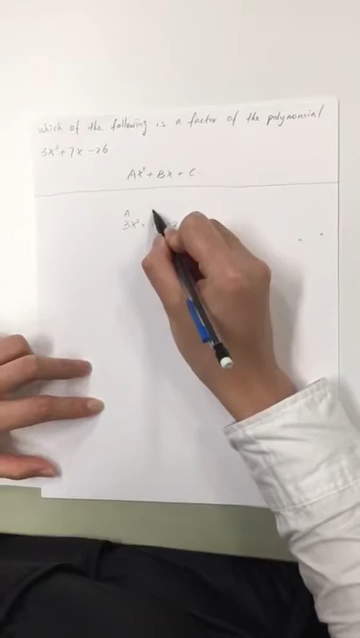 which of the following is a factor of the polynomial
3x² + 7x - 26
Ax² + Bx + C
A
3x² +